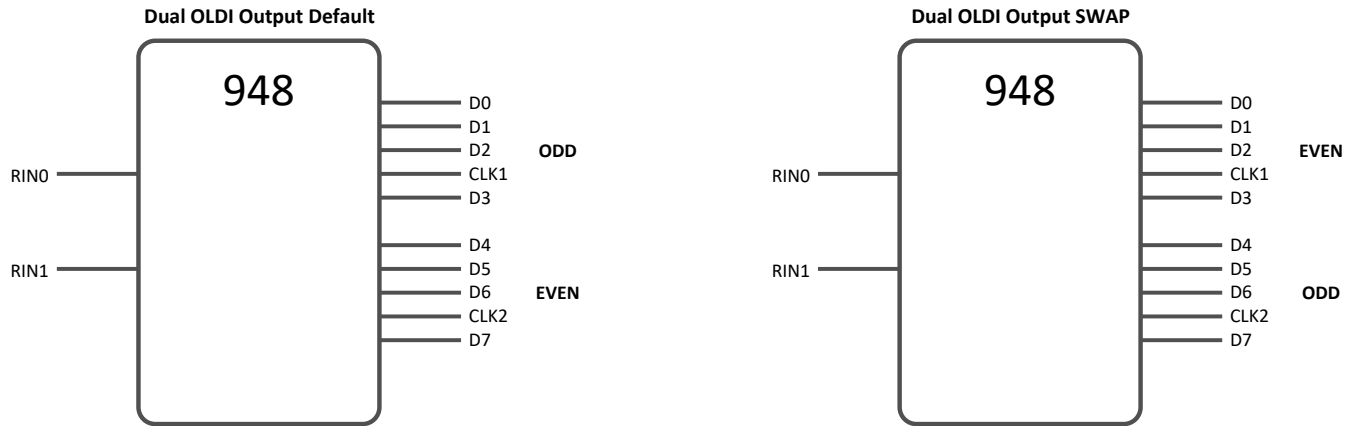 Dual OLDI Output Default
948
RIN0
RIN1
D0
D1
D2
CLK1
D3
ODD
D4
D5
D6
CLK2
D7
EVEN
Dual OLDI Output SWAP
948
RIN0
RIN1
D0
D1
D2
CLK1
D3
EVEN
D4
D5
D6
CLK2
D7
ODD